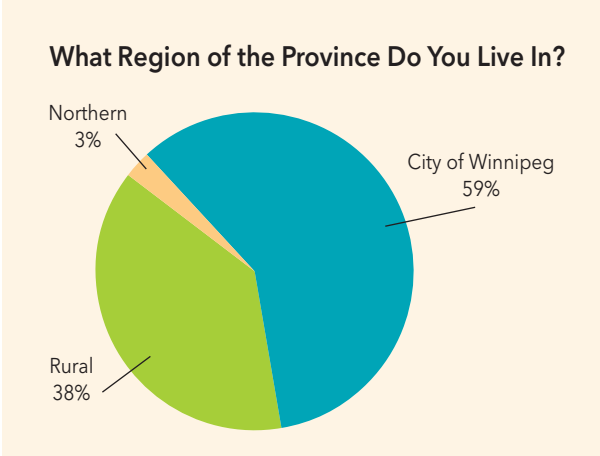 What Region of the Province Do You Live In?
Northern
3%
City of Winnipeg
59%
Rural
38%